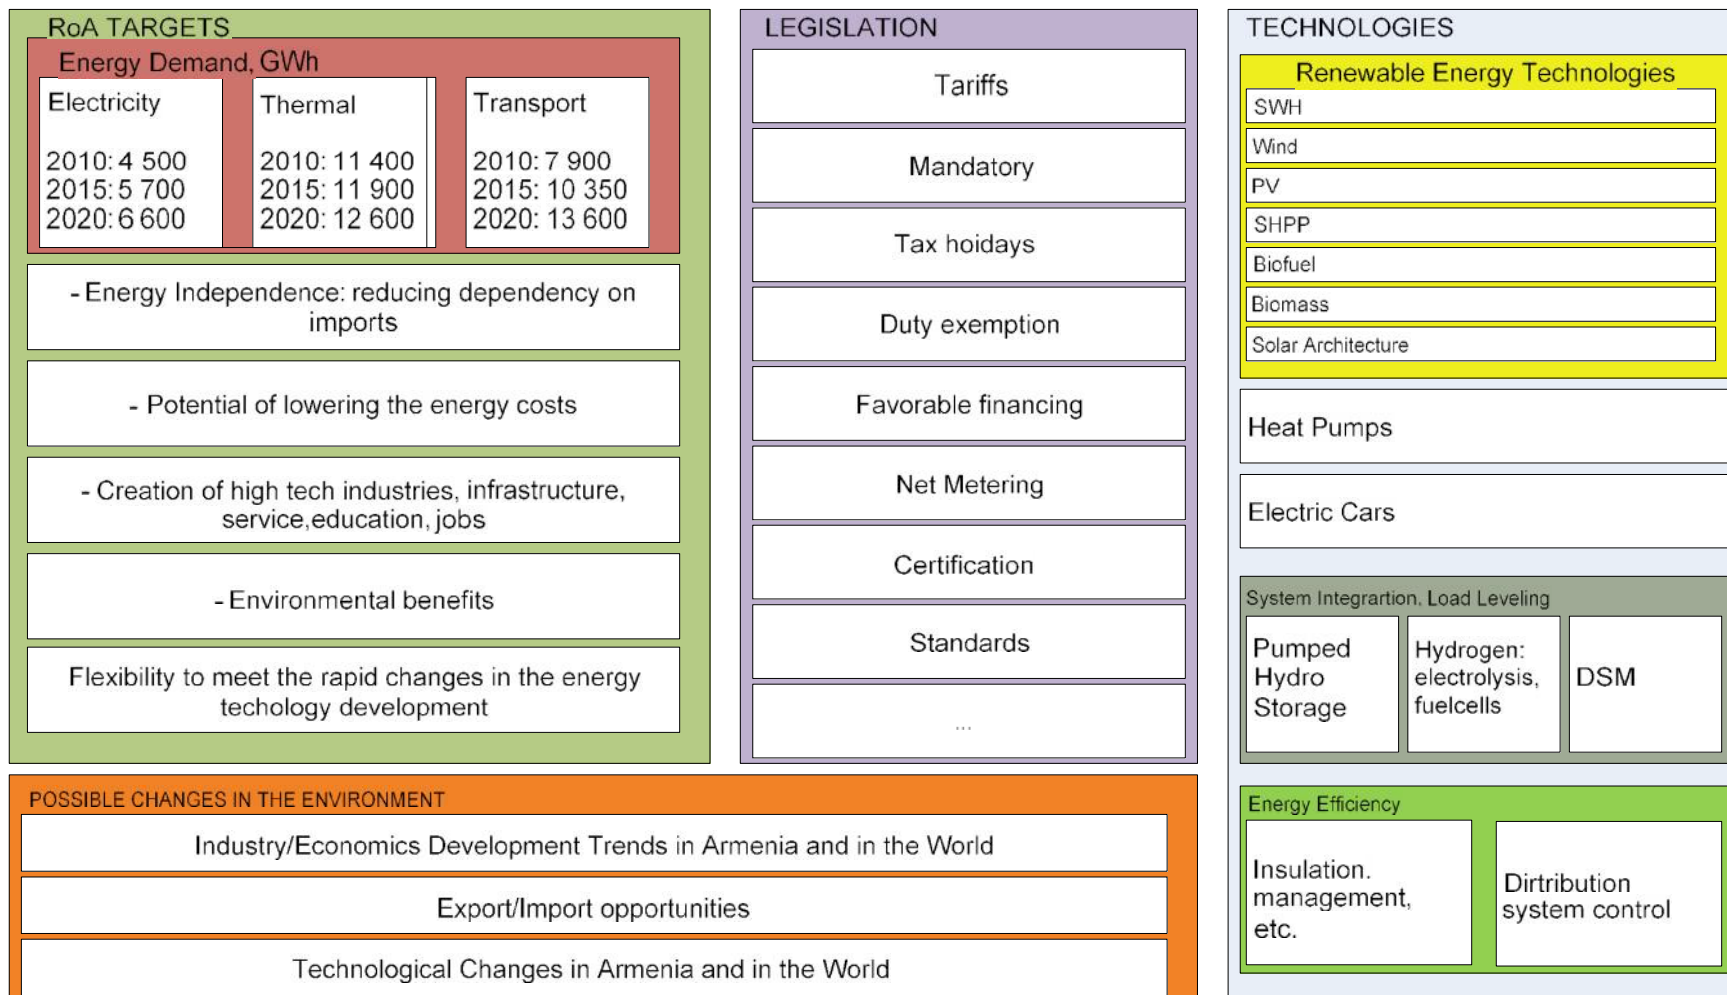 RoA TARGETS
Energy Demand, GWh
Electricity
2010: 4 500
2015: 5 700
2020: 6 600
Thermal
2010: 11 400
2015: 11 900
2020: 12 600
Transport
2010: 7 900
2015: 10 350
2020: 13 600
- Energy Independence: reducing dependency on
imports
- Potential of lowering the energy costs
- Creation of high tech industries, infrastructure,
service,education, jobs
- Environmental benefits
Flexibility to meet the rapid changes in the energy
techology development
LEGISLATION
Tariffs
Mandatory
Tax hoidays
Duty exemption
Favorable financing
Net Metering
Certification
Standards
...
TECHNOLOGIES
Renewable Energy Technologies
SWH
Wind
PV
SHPP
Biofuel
Biomass
Solar Architecture
Heat Pumps
Electric Cars
System Integrartion. Load Leveling
Pumped
Hydro
Storage
Hydrogen:
electrolysis,
fuelcells
DSM
Energy Efficiency
Insulation.
management,
etc.
Dirtribution
system control
POSSIBLE CHANGES IN THE ENVIRONMENT
Industry/Economics Development Trends in Armenia and in the World
Export/Import opportunities
Technological Changes in Armenia and in the World